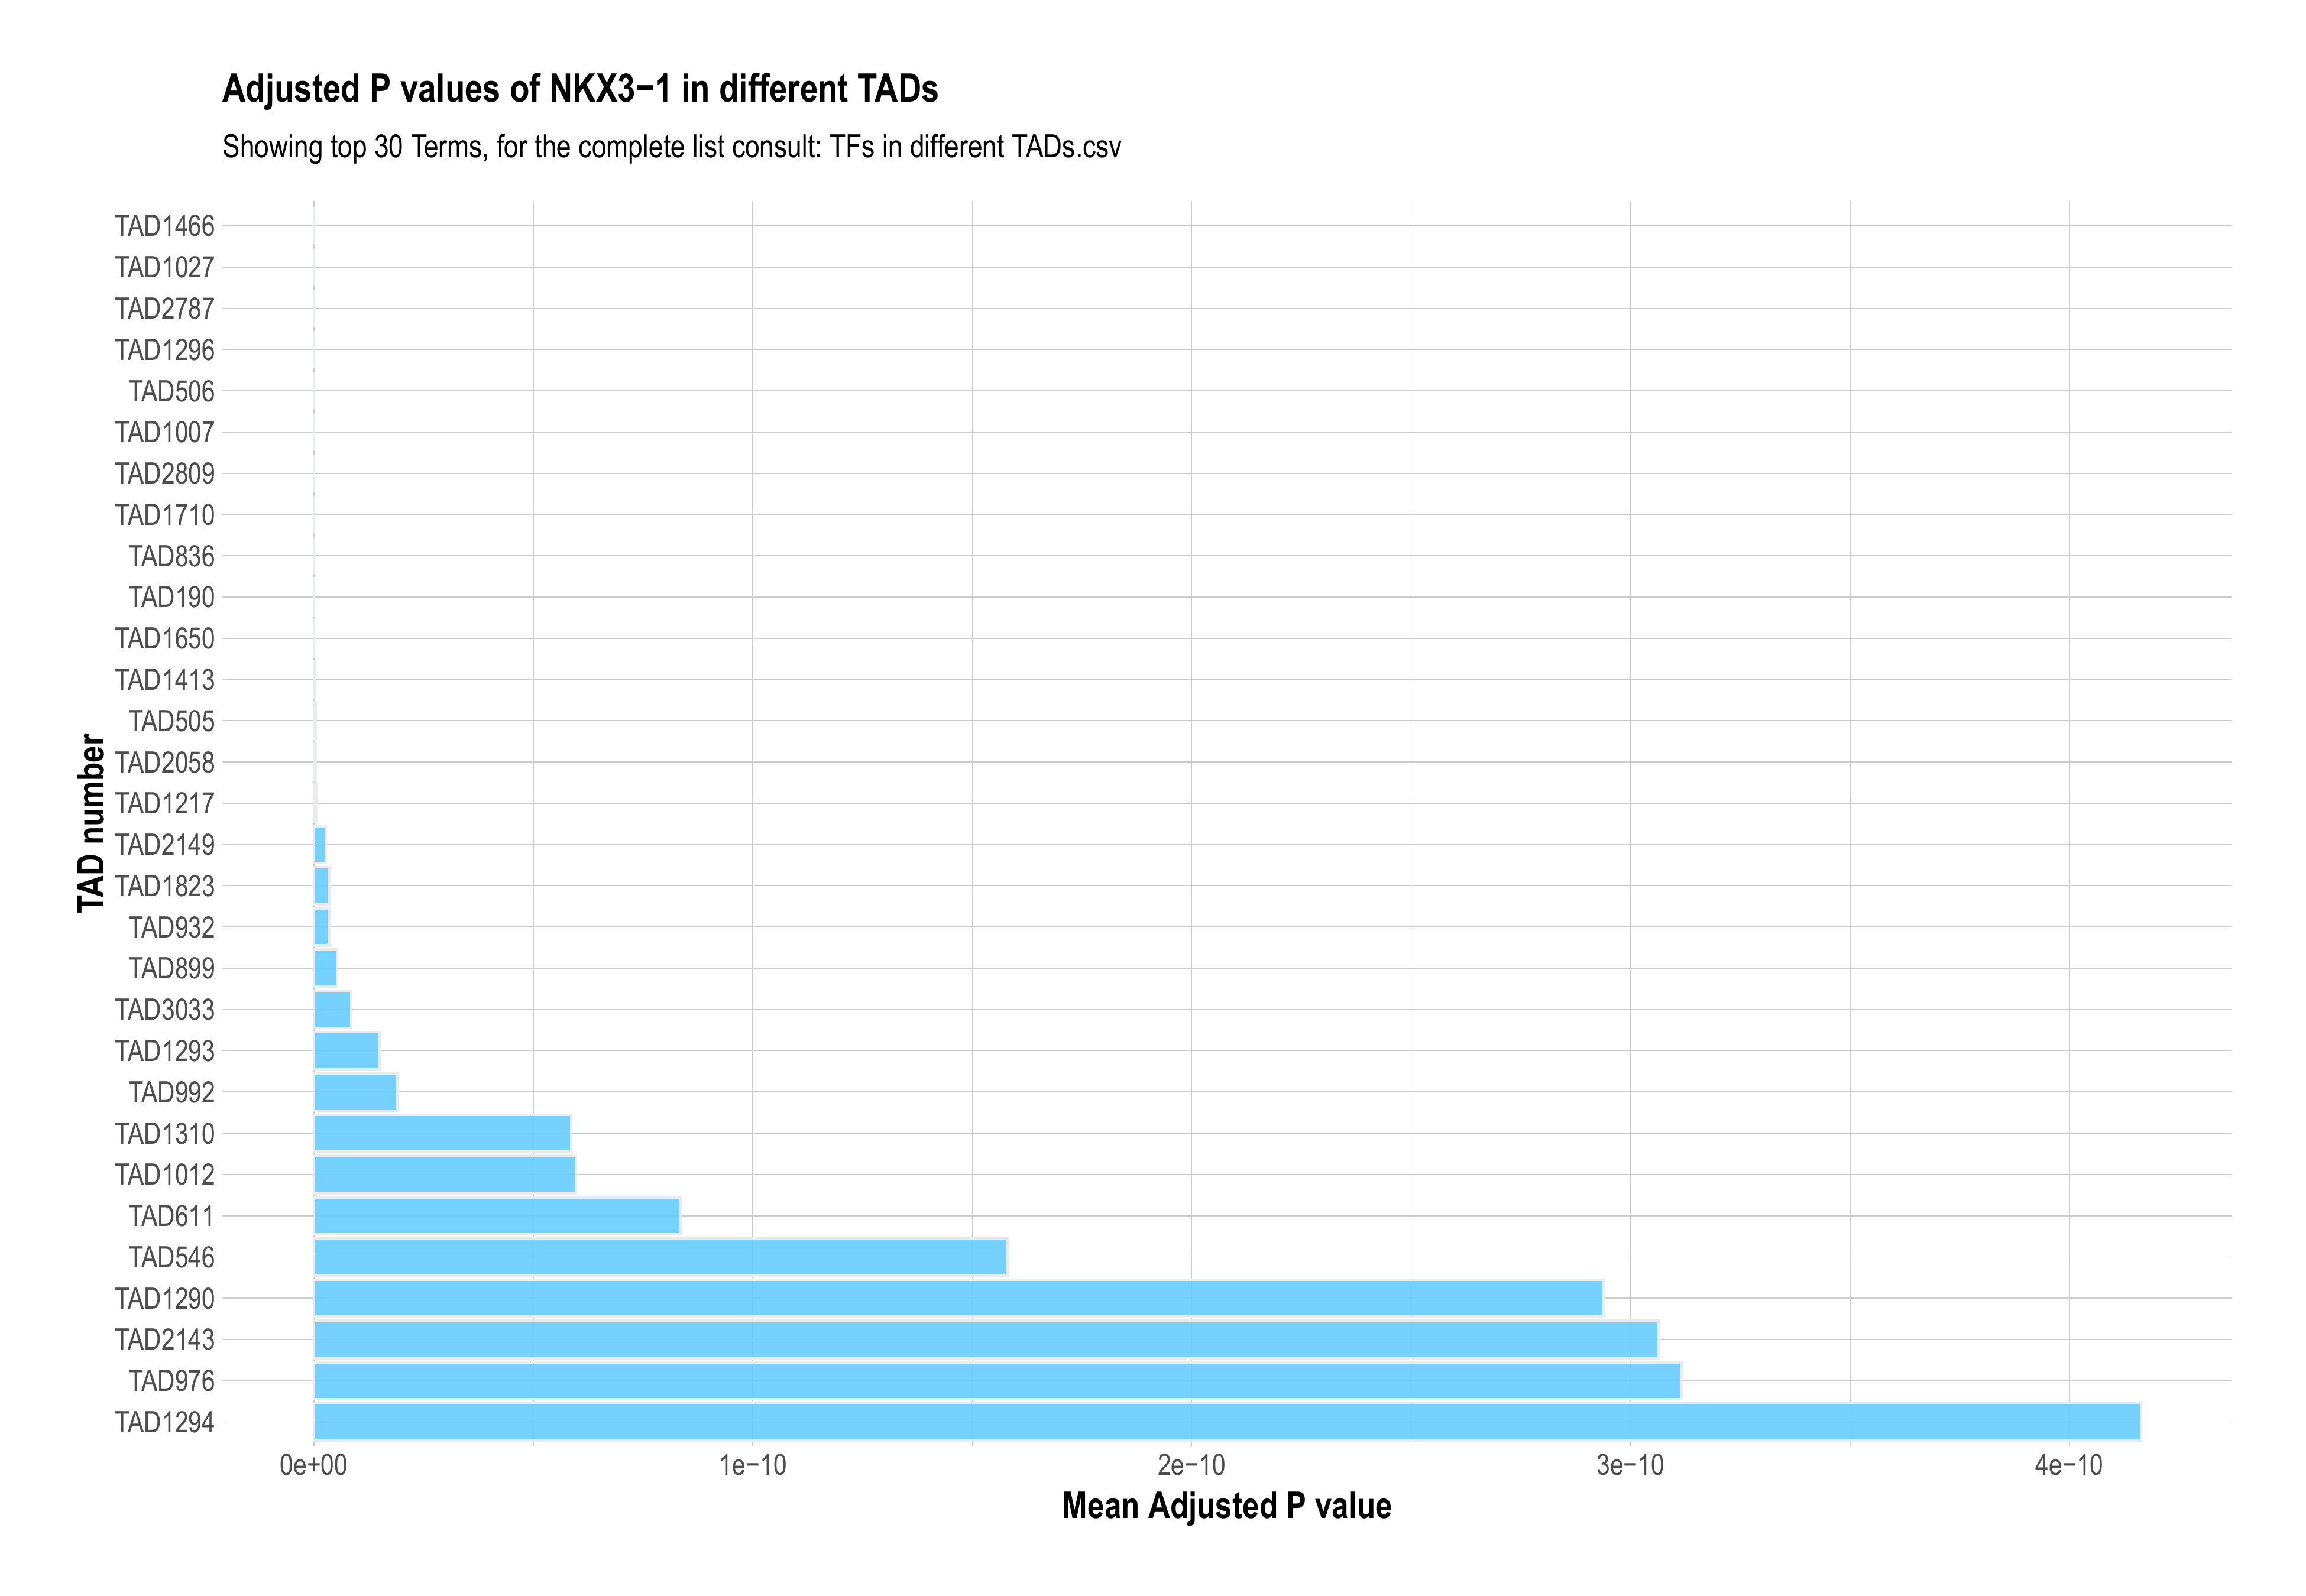 Adjusted P values of NKX3−1 in different TADs
Showing top 30 Terms, for the complete list consult: TFs in different TADs.csv
TAD number
TAD1466
TAD1027
TAD2787
TAD1296
TAD506
TAD1007
TAD2809
TAD1710
TAD836
TAD190
TAD1650
TAD1413
TAD505
TAD2058
TAD1217
TAD2149
TAD1823
TAD932
TAD899
TAD3033
TAD1293
TAD992
TAD1310
TAD1012
TAD611
TAD546
TAD1290
TAD2143
TAD976
TAD1294
0e+00 1e−10 2e−10 3e−10 4e−10
Mean Adjusted P value